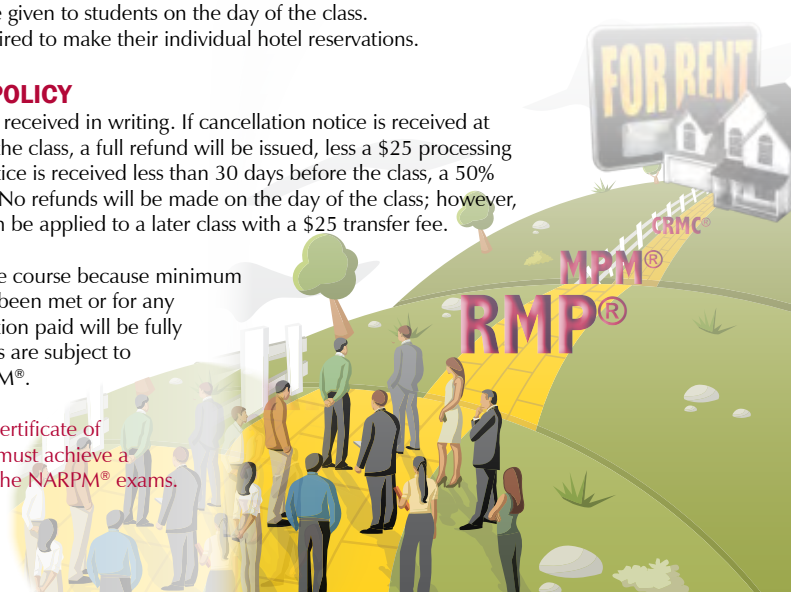 given to students on the day of the class.
ired to make their individual hotel reservations.
POLICY
received in writing. If cancellation notice is received at
the class, a full refund will be issued, less a $25 processing
tice is received less than 30 days before the class, a 50%
No refunds will be made on the day of the class; however,
n be applied to a later class with a $25 transfer fee.
e course because minimum
been met or for any
tion paid will be fully
s are subject to
M®.
ertificate of
must achieve a
he NARPM® exams.
FOR RENT
CRMC®
MPM®
RMP®